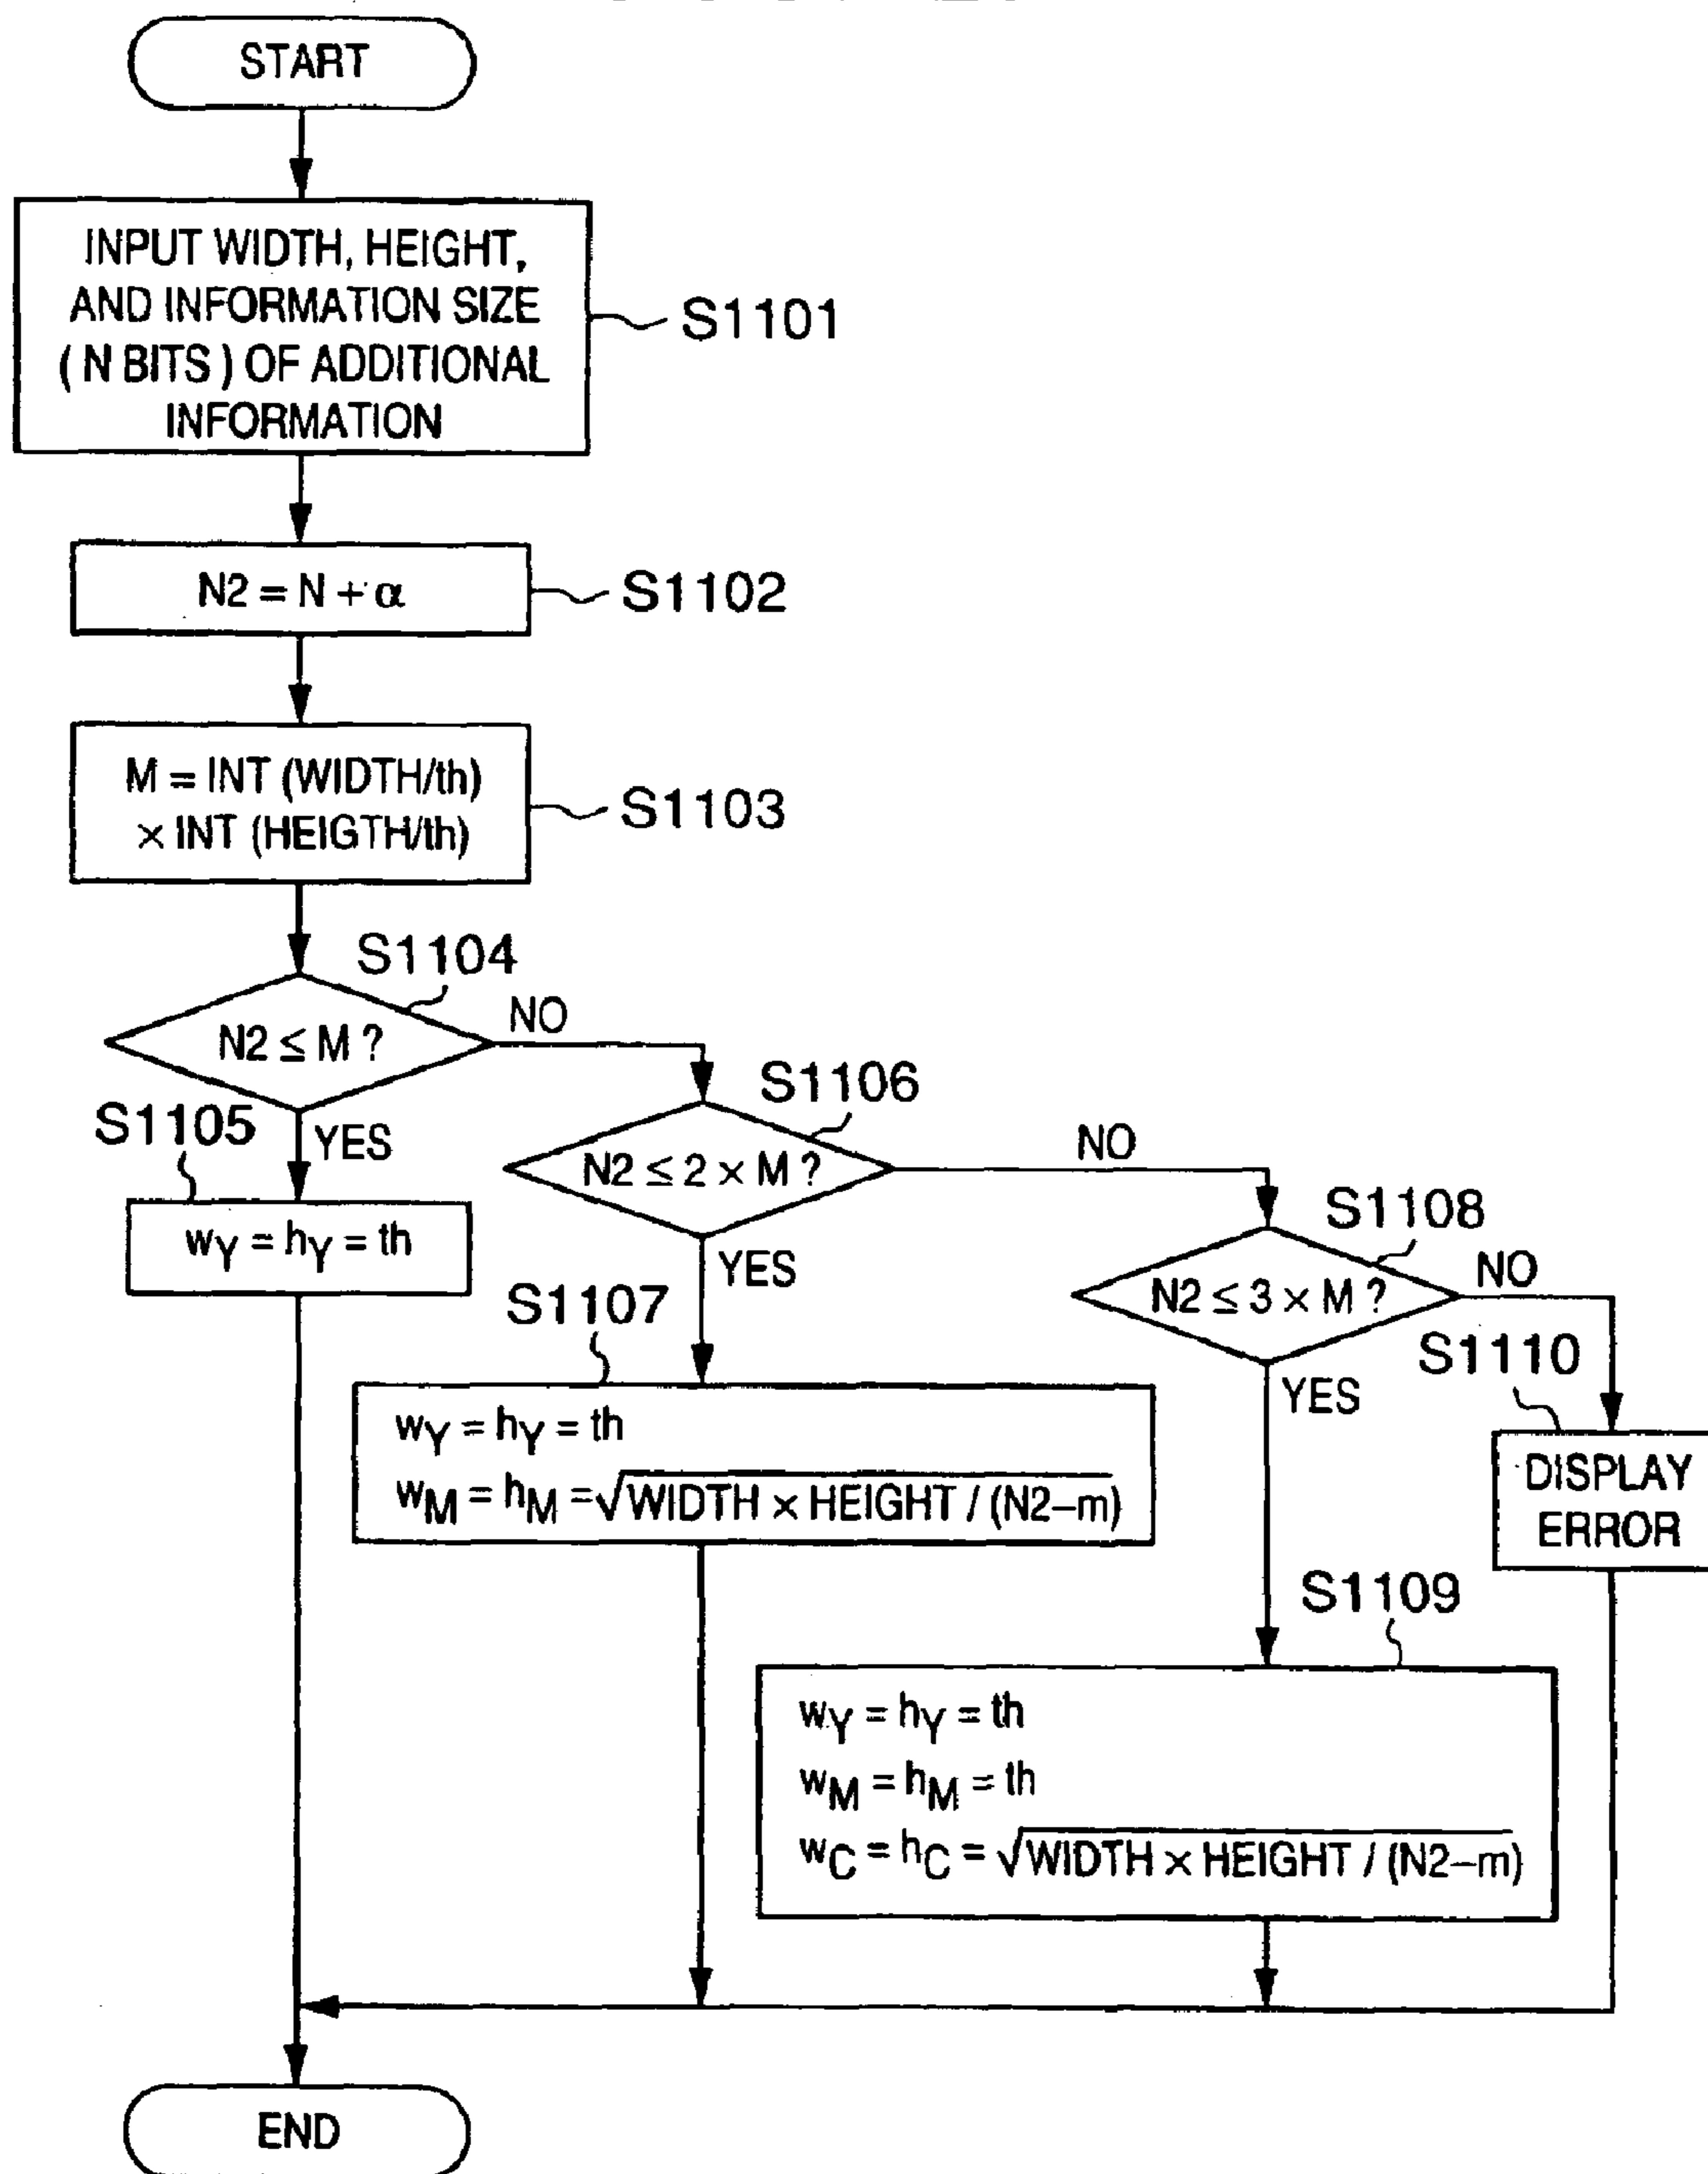 START
INPUT WIDTH, HEIGHT,
AND INFORMATION SIZE
( N BITS ) OF ADDITIONAL
INFORMATION
S1101
N2 = N + α
S1102
M = INT (WIDTH/th)
× INT (HEIGTH/th)
S1103
S1104
N2 ≤ M ?
NO
YES
S1105
wY = hY = th
S1106
N2 ≤ 2 × M ?
NO
YES
S1107
wY = hY = th
wM = hM = √WIDTH × HEIGHT / (N2–m)
S1108
N2 ≤ 3 × M ?
NO
YES
S1110
DISPLAY
ERROR
S1109
wY = hY = th
wM = hM = th
wC = hC = √WIDTH × HEIGHT / (N2–m)
END